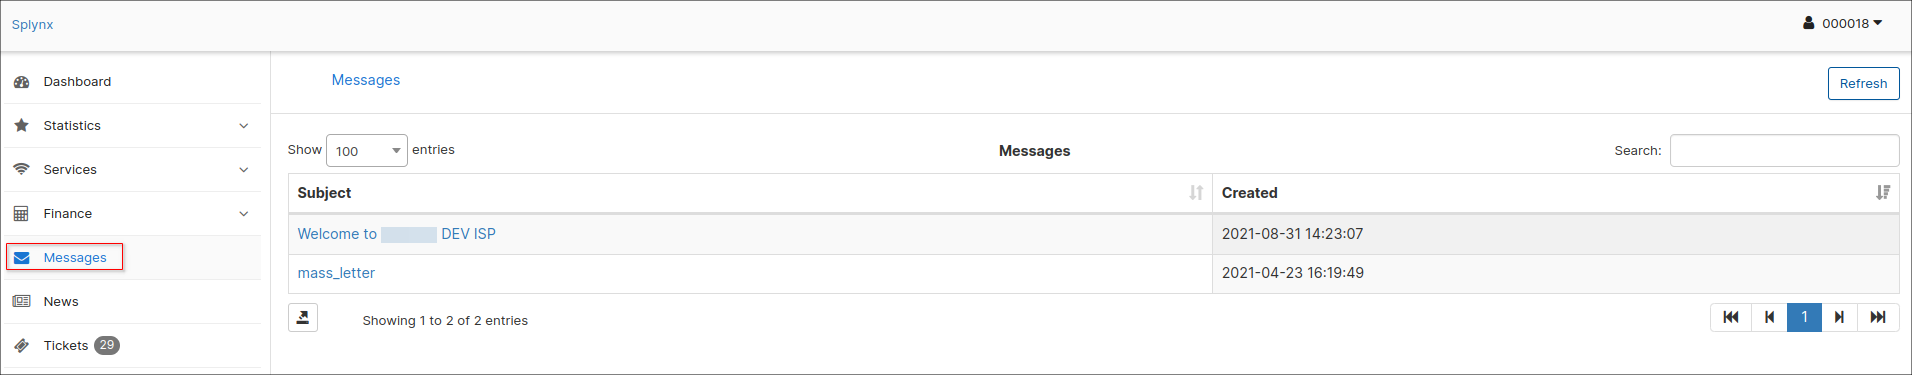 Splynx
000018
Dashboard
Statistics
Services
Finance
Messages
News
Tickets 29
Messages
Refresh
Show 100 entries
Messages
Search:
Subject Created
Welcome to DEV ISP 2021-08-31 14:23:07
mass_letter 2021-04-23 16:19:49
Showing 1 to 2 of 2 entries
1